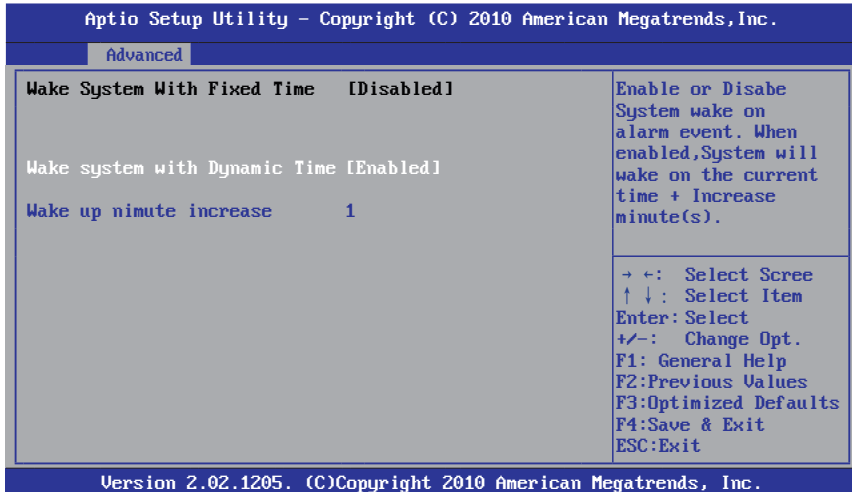 Aptio Setup Utility – Copyright (C) 2010 American Megatrends,Inc.
Advanced
Wake System With Fixed Time [Disabled]
Wake system with Dynamic Time [Enabled]
Wake up nimute increase 1
Enable or Disabe
System wake on
alarm event. When
enabled,System will
wake on the current
time + Increase
minute(s).
→ ←: Select Scree
↑ ↓ : Select Item
Enter: Select
+/-: Change Opt.
F1: General Help
F2:Previous Values
F3:Optimized Defaults
F4:Save & Exit
ESC:Exit
Version 2.02.1205. (C)Copyright 2010 American Megatrends, Inc.